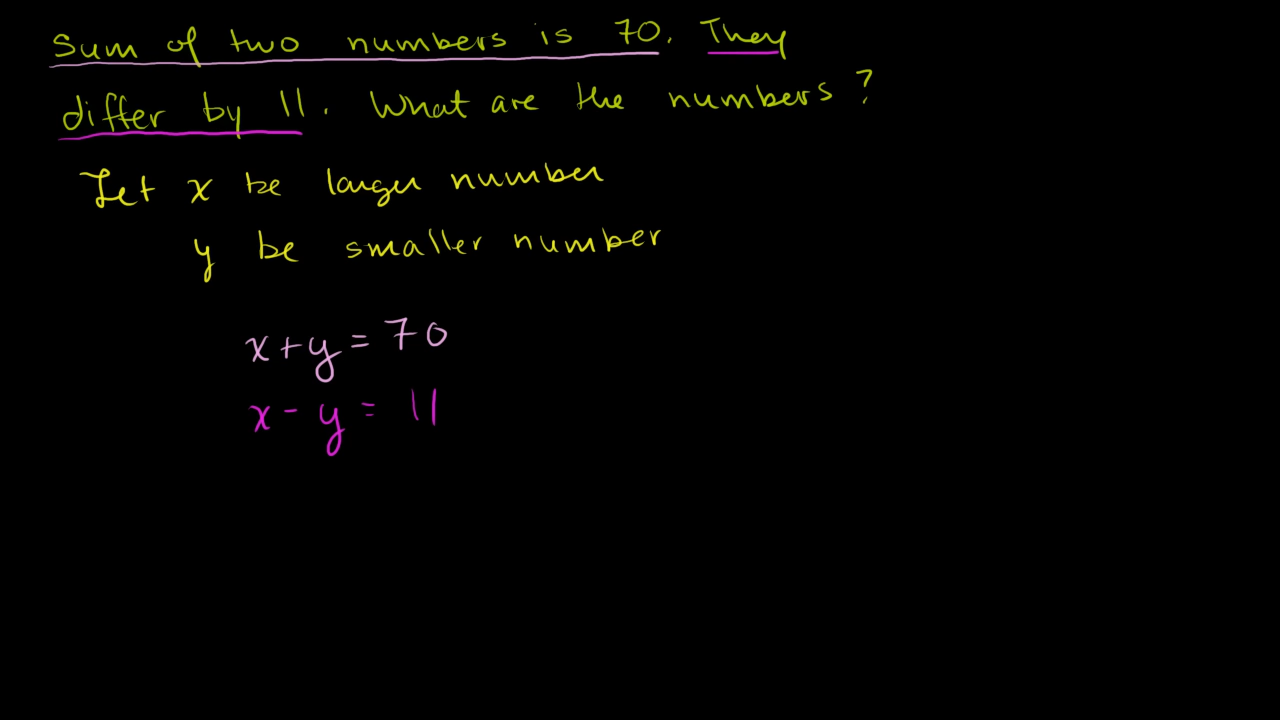 Sum of two numbers is 70. They
differ by 11. What are the numbers?
Let x be larger number
y be smaller number
x+y=70
x-y=11